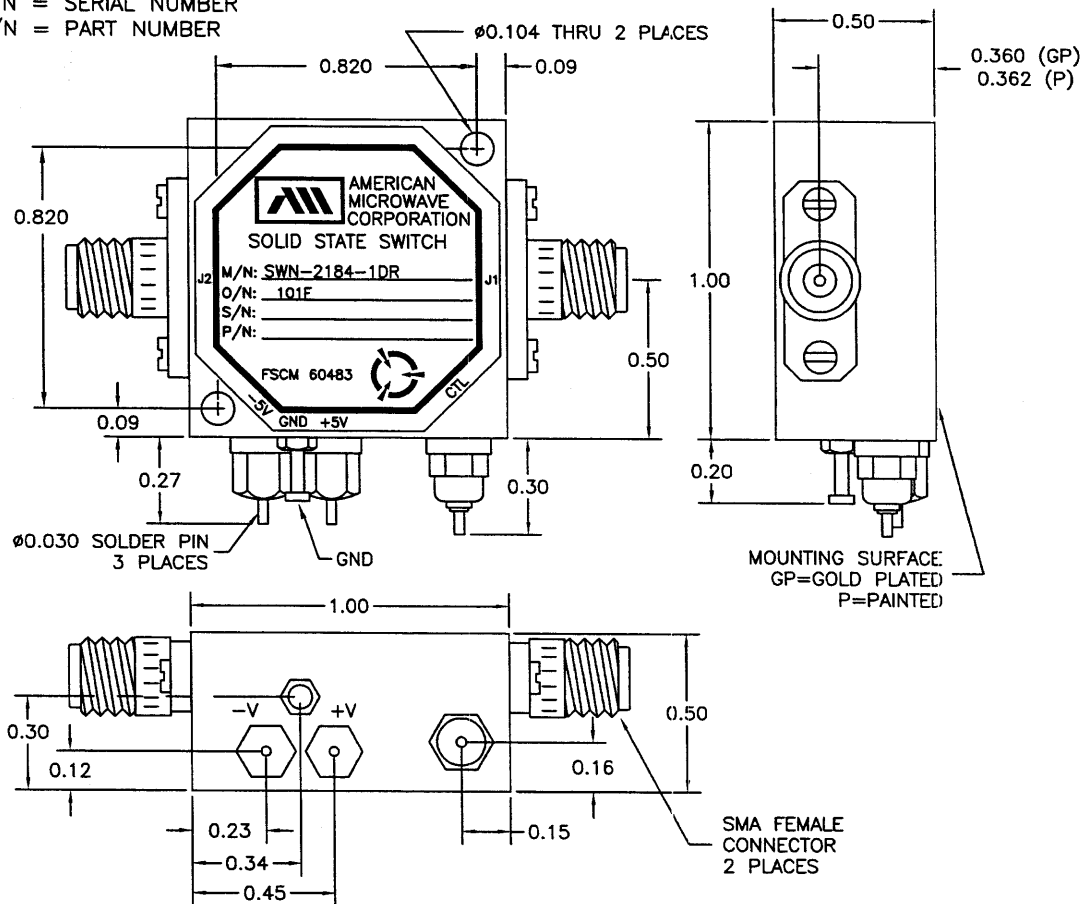 /N = SERIAL NUMBER
/N = PART NUMBER
ø0.104 THRU 2 PLACES
0.820
0.09
0.50
0.360 (GP)
0.362 (P)
0.820
AMERICAN
MICROWAVE
CORPORATION
SOLID STATE SWITCH
J2
M/N: SWN-2184-1DR
J1
O/N: 101F
S/N:
P/N:
FSCM 60483
-5V
GND +5V
CTL
0.50
1.00
0.09
0.27
0.30
0.20
ø0.030 SOLDER PIN
3 PLACES
GND
MOUNTING SURFACE
GP=GOLD PLATED
P=PAINTED
1.00
-V
+V
0.30
0.12
0.50
0.16
0.23
0.15
0.34
0.45
SMA FEMALE
CONNECTOR
2 PLACES